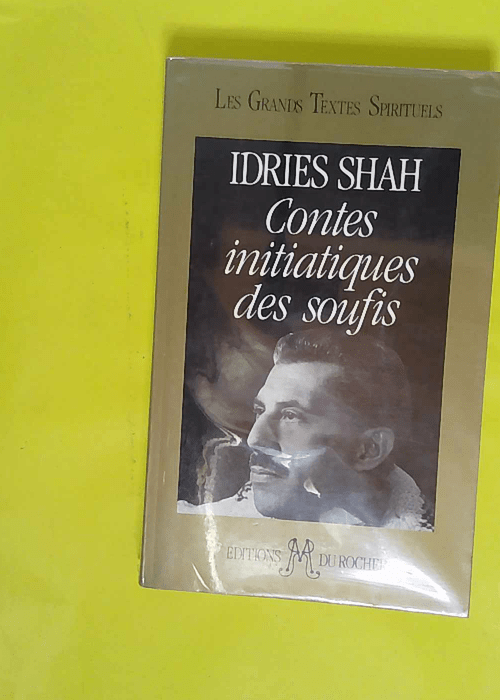 LES GRANDS TEXTES SPIRITUELS
IDRIES SHAH
Contes
initiatiques
des soufis
EDITIONS DU ROCHER